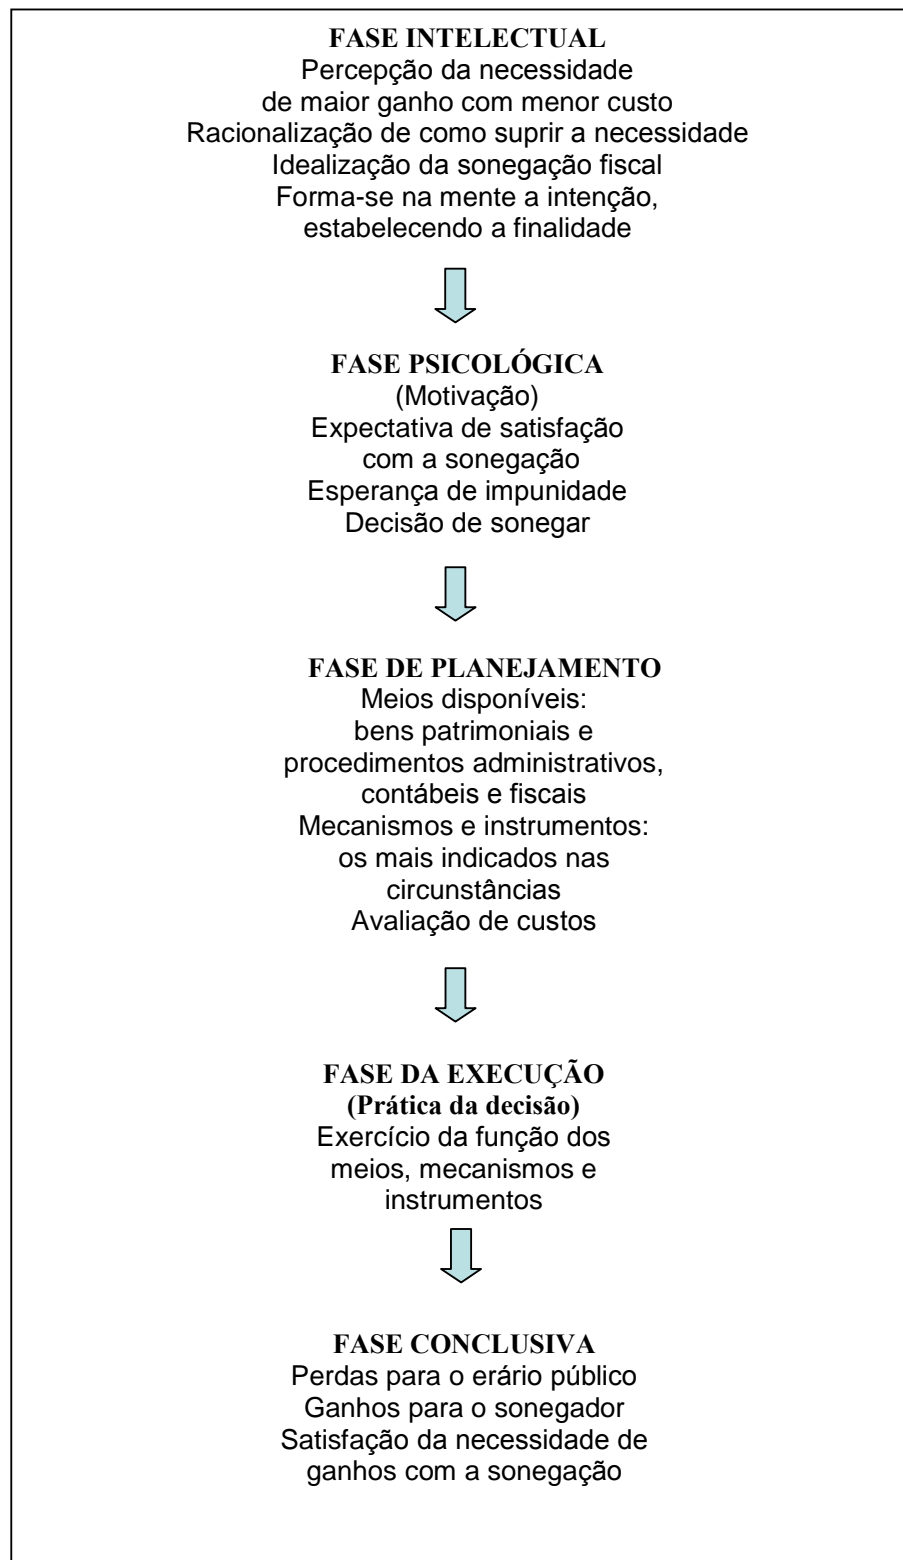 FASE INTELECTUAL
Percepção da necessidade
de maior ganho com menor custo
Racionalização de como suprir a necessidade
Idealização da sonegação fiscal
Forma-se na mente a intenção,
estabelecendo a finalidade
FASE PSICOLÓGICA
(Motivação)
Expectativa de satisfação
com a sonegação
Esperança de impunidade
Decisão de sonegar
FASE DE PLANEJAMENTO
Meios disponíveis:
bens patrimoniais e
procedimentos administrativos,
contábeis e fiscais
Mecanismos e instrumentos:
os mais indicados nas
circunstâncias
Avaliação de custos
FASE DA EXECUÇÃO
(Prática da decisão)
Exercício da função dos
meios, mecanismos e
instrumentos
FASE CONCLUSIVA
Perdas para o erário público
Ganhos para o sonegador
Satisfação da necessidade de
ganhos com a sonegação